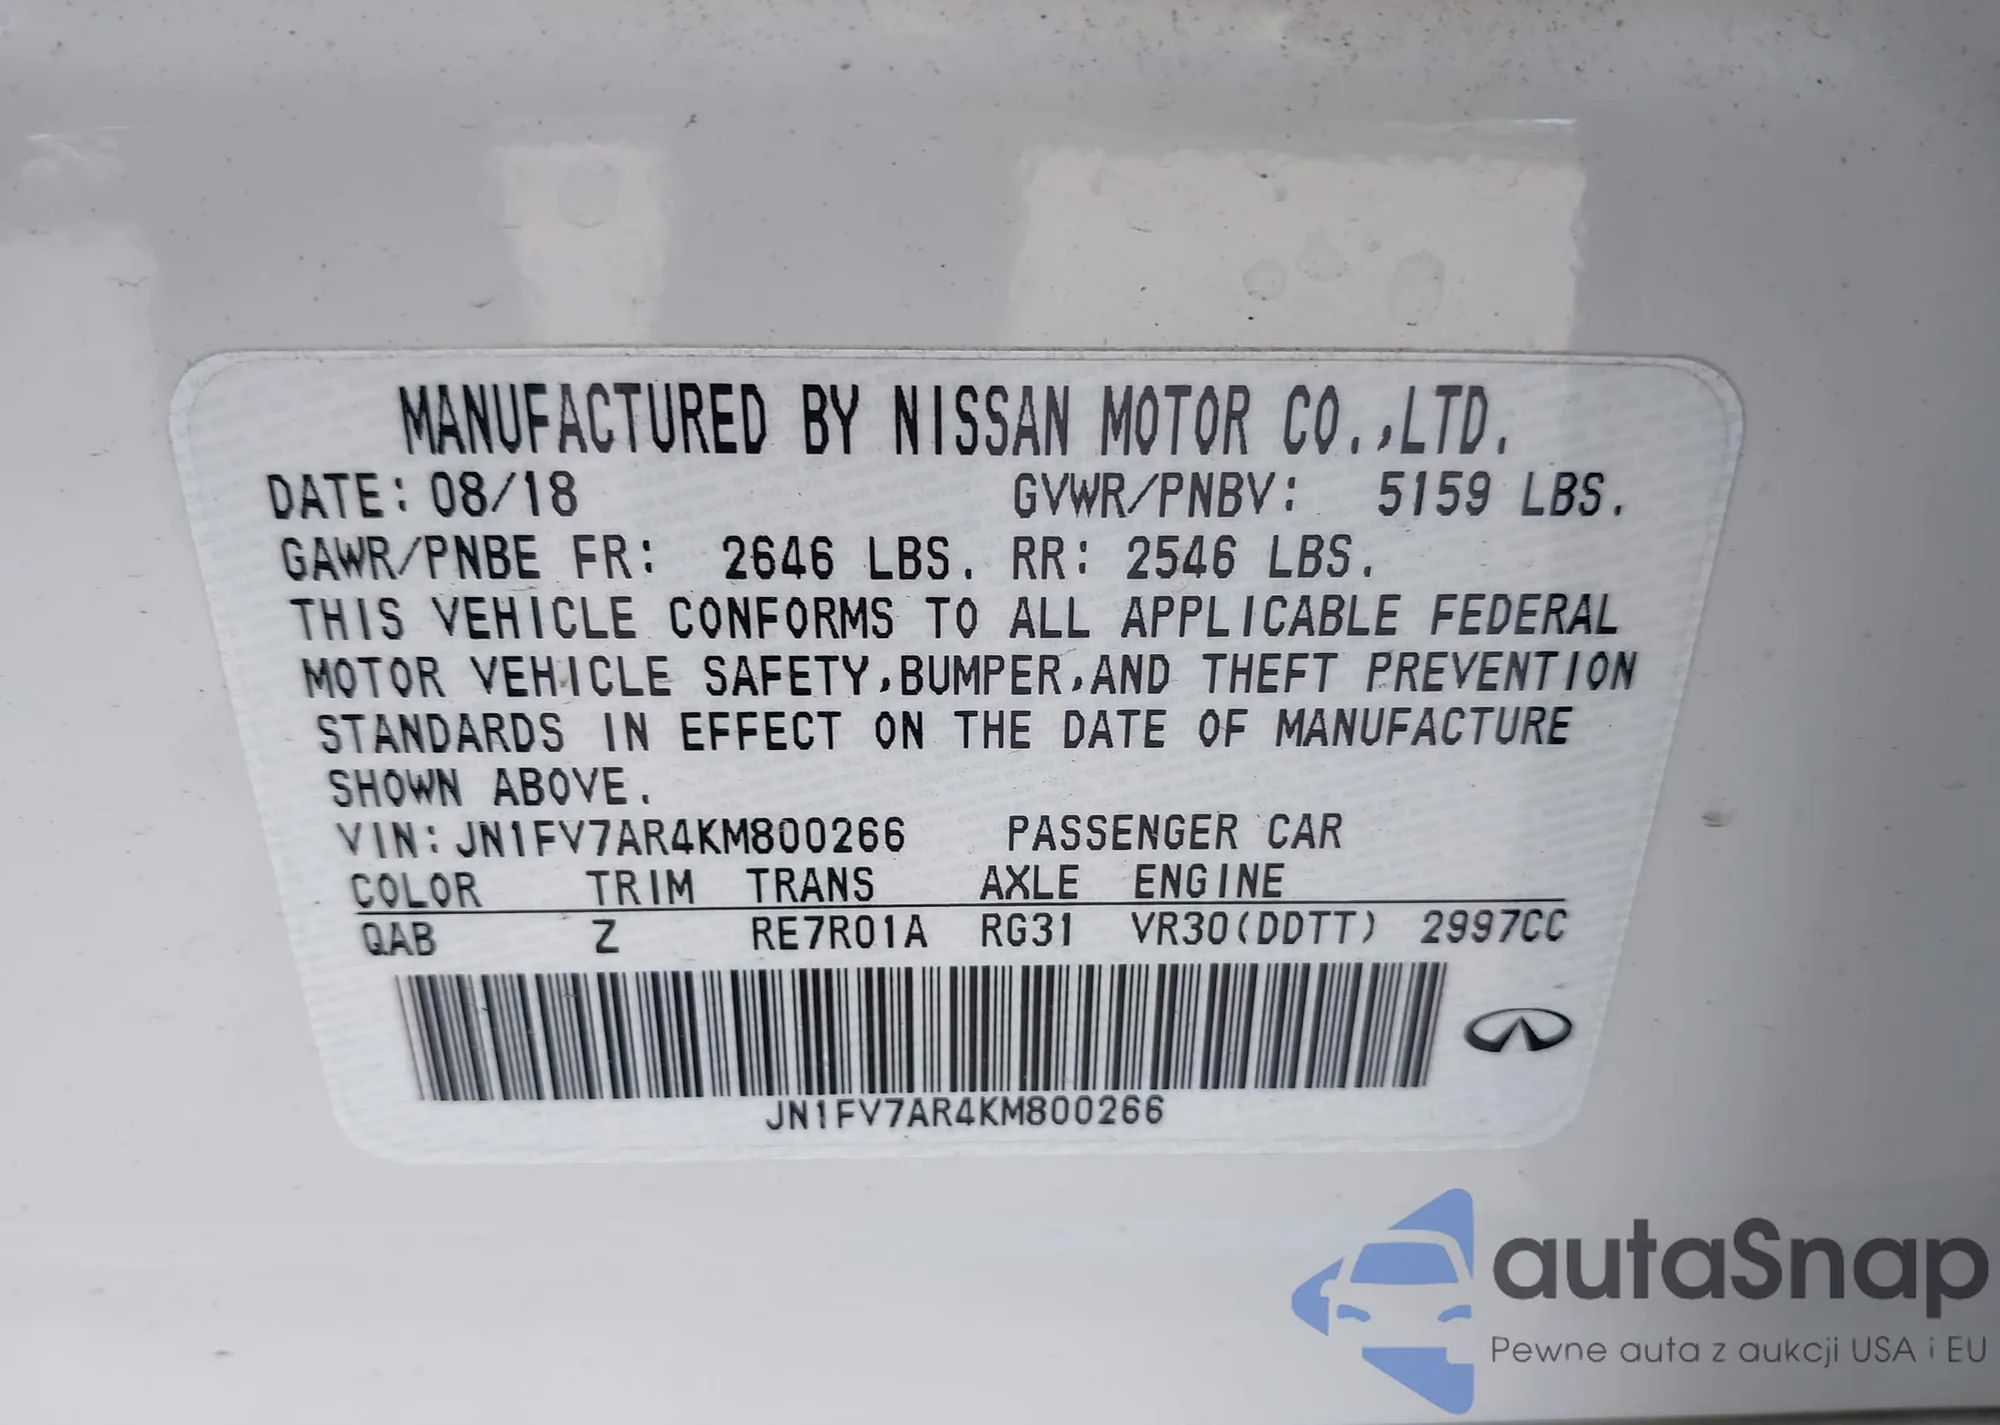 MANUFACTURED BY NISSAN MOTOR CO.,LTD.
DATE: 08/18 GVWR/PNBV: 5159 LBS.
GAWR/PNBE FR: 2646 LBS. RR: 2546 LBS.
THIS VEHICLE CONFORMS TO ALL APPLICABLE FEDERAL
MOTOR VEHICLE SAFETY,BUMPER,AND THEFT PREVENTION
STANDARDS IN EFFECT ON THE DATE OF MANUFACTURE
SHOWN ABOVE.
VIN:JN1FV7AR4KM800266 PASSENGER CAR
COLOR TRIM TRANS AXLE ENGINE
QAB Z RE7R01A RG31 VR30(DDTT) 2997CC
JN1FV7AR4KM800266
autaSnap
Pewne auta z aukcji USA i EU